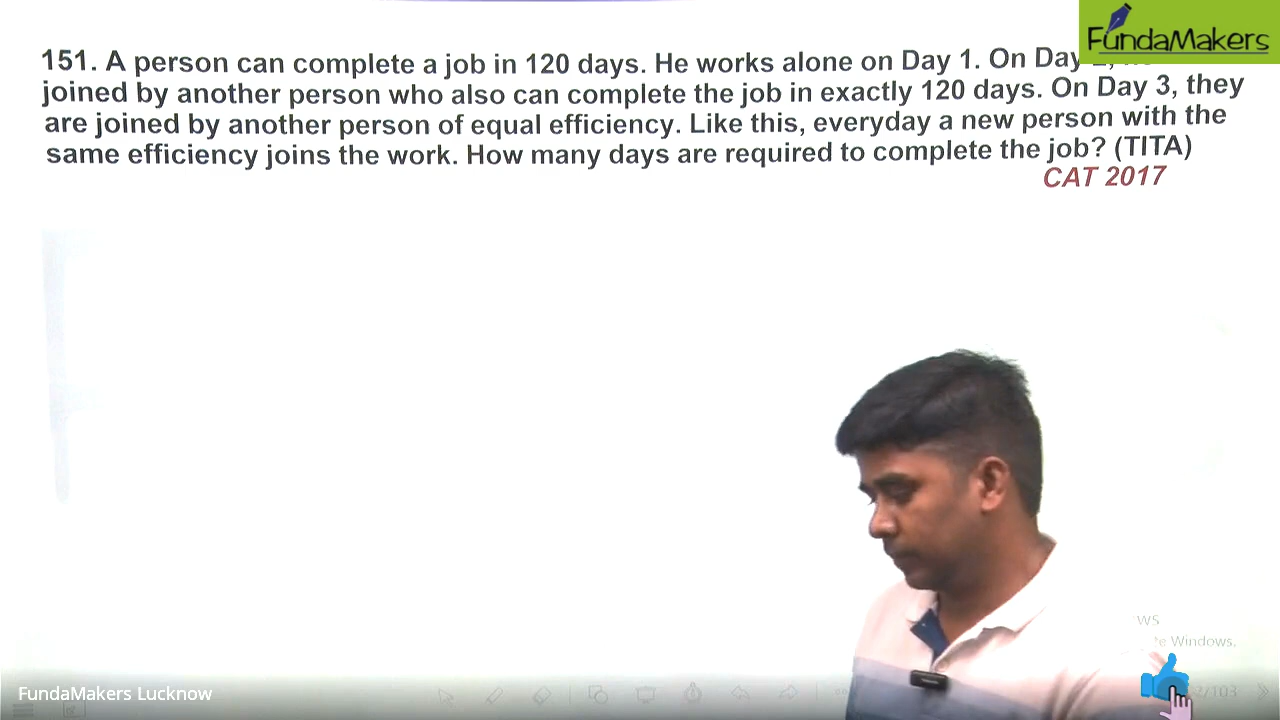 FundaMakers
151. A person can complete a job in 120 days. He works alone on Day 1. On Day
joined by another person who also can complete the job in exactly 120 days. On Day 3, they
are joined by another person of equal efficiency. Like this, everyday a new person with the
same efficiency joins the work. How many days are required to complete the job? (TITA)
CAT 2017
Windows.
/103
FundaMakers Lucknow